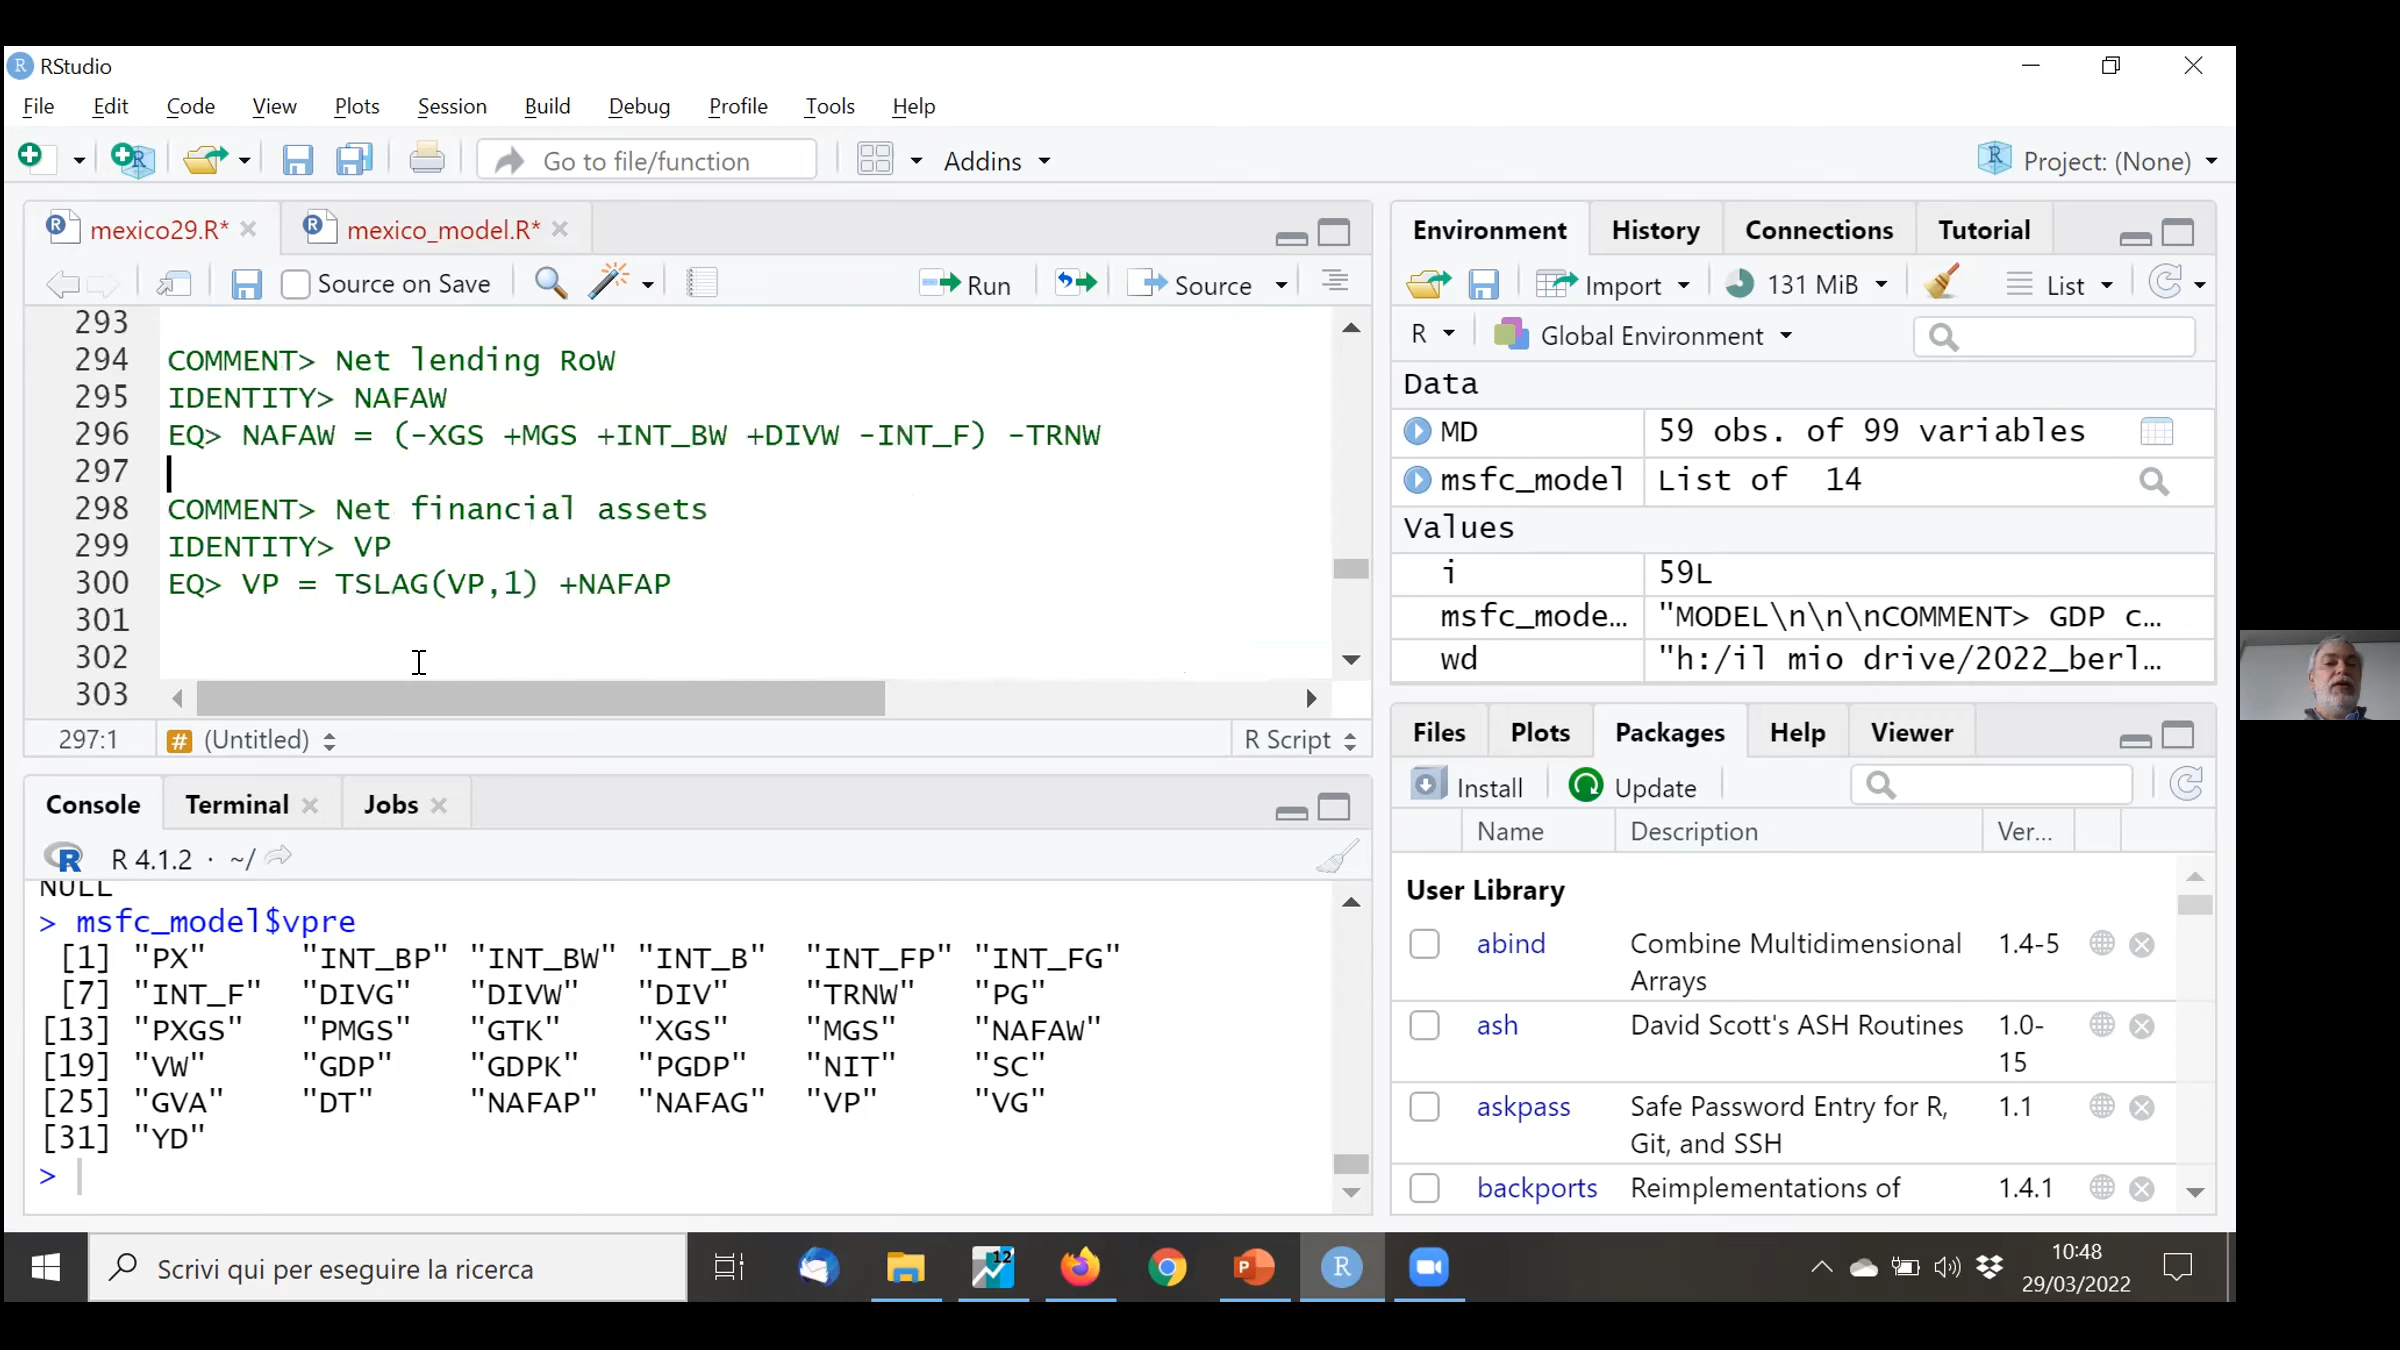 RStudio
File Edit Code View Plots Session Build Debug Profile Tools Help
Go to file/function Addins Project: (None)
mexico29.R* mexico_model.R*
Source on Save Run Source
293
294 COMMENT> Net lending RoW
295 IDENTITY> NAFAW
296 EQ> NAFAW = (-XGS +MGS +INT_BW +DIVW -INT_F) -TRNW
297
298 COMMENT> Net financial assets
299 IDENTITY> VP
300 EQ> VP = TSLAG(VP,1) +NAFAP
301
302
303
297:1 # (Untitled) R Script
Console Terminal Jobs
R 4.1.2 · ~/
NULL
> msfc_model$vpre
[1] "PX" "INT_BP" "INT_BW" "INT_B" "INT_FP" "INT_FG"
[7] "INT_F" "DIVG" "DIVW" "DIV" "TRNW" "PG"
[13] "PXGS" "PMGS" "GTK" "XGS" "MGS" "NAFAW"
[19] "VW" "GDP" "GDPK" "PGDP" "NIT" "SC"
[25] "GVA" "DT" "NAFAP" "NAFAG" "VP" "VG"
[31] "YD"
>
Environment History Connections Tutorial
Import 131 MiB List
R Global Environment
Data
MD 59 obs. of 99 variables
msfc_model List of 14
Values
i 59L
msfc_mode… "MODEL\n\n\nCOMMENT> GDP c…
wd "h:/il mio drive/2022_berl…
Files Plots Packages Help Viewer
Install Update
Name Description Ver...
User Library
abind Combine Multidimensional Arrays 1.4-5
ash David Scott's ASH Routines 1.0-15
askpass Safe Password Entry for R, Git, and SSH 1.1
backports Reimplementations of 1.4.1
Scrivi qui per eseguire la ricerca
12
10:48
29/03/2022